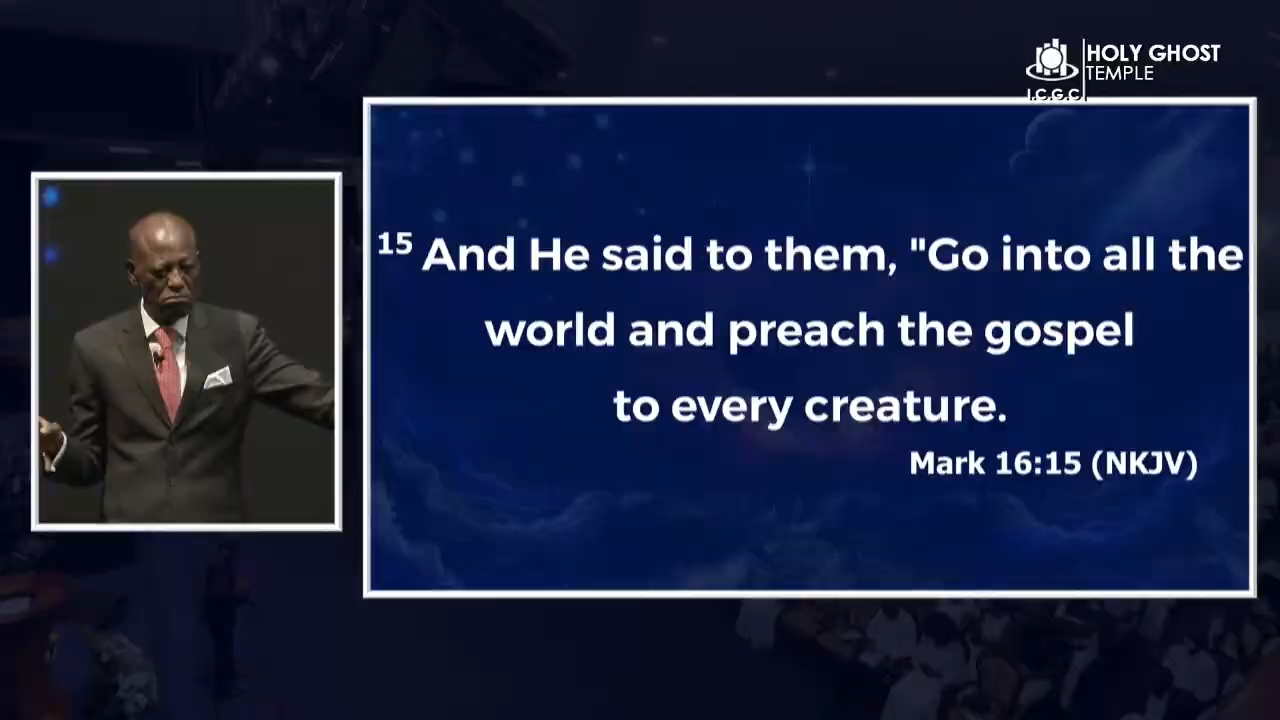 HOLY GHOST
TEMPLE
I.C.G.C
15 And He said to them, "Go into all the
world and preach the gospel
to every creature.
Mark 16:15 (NKJV)